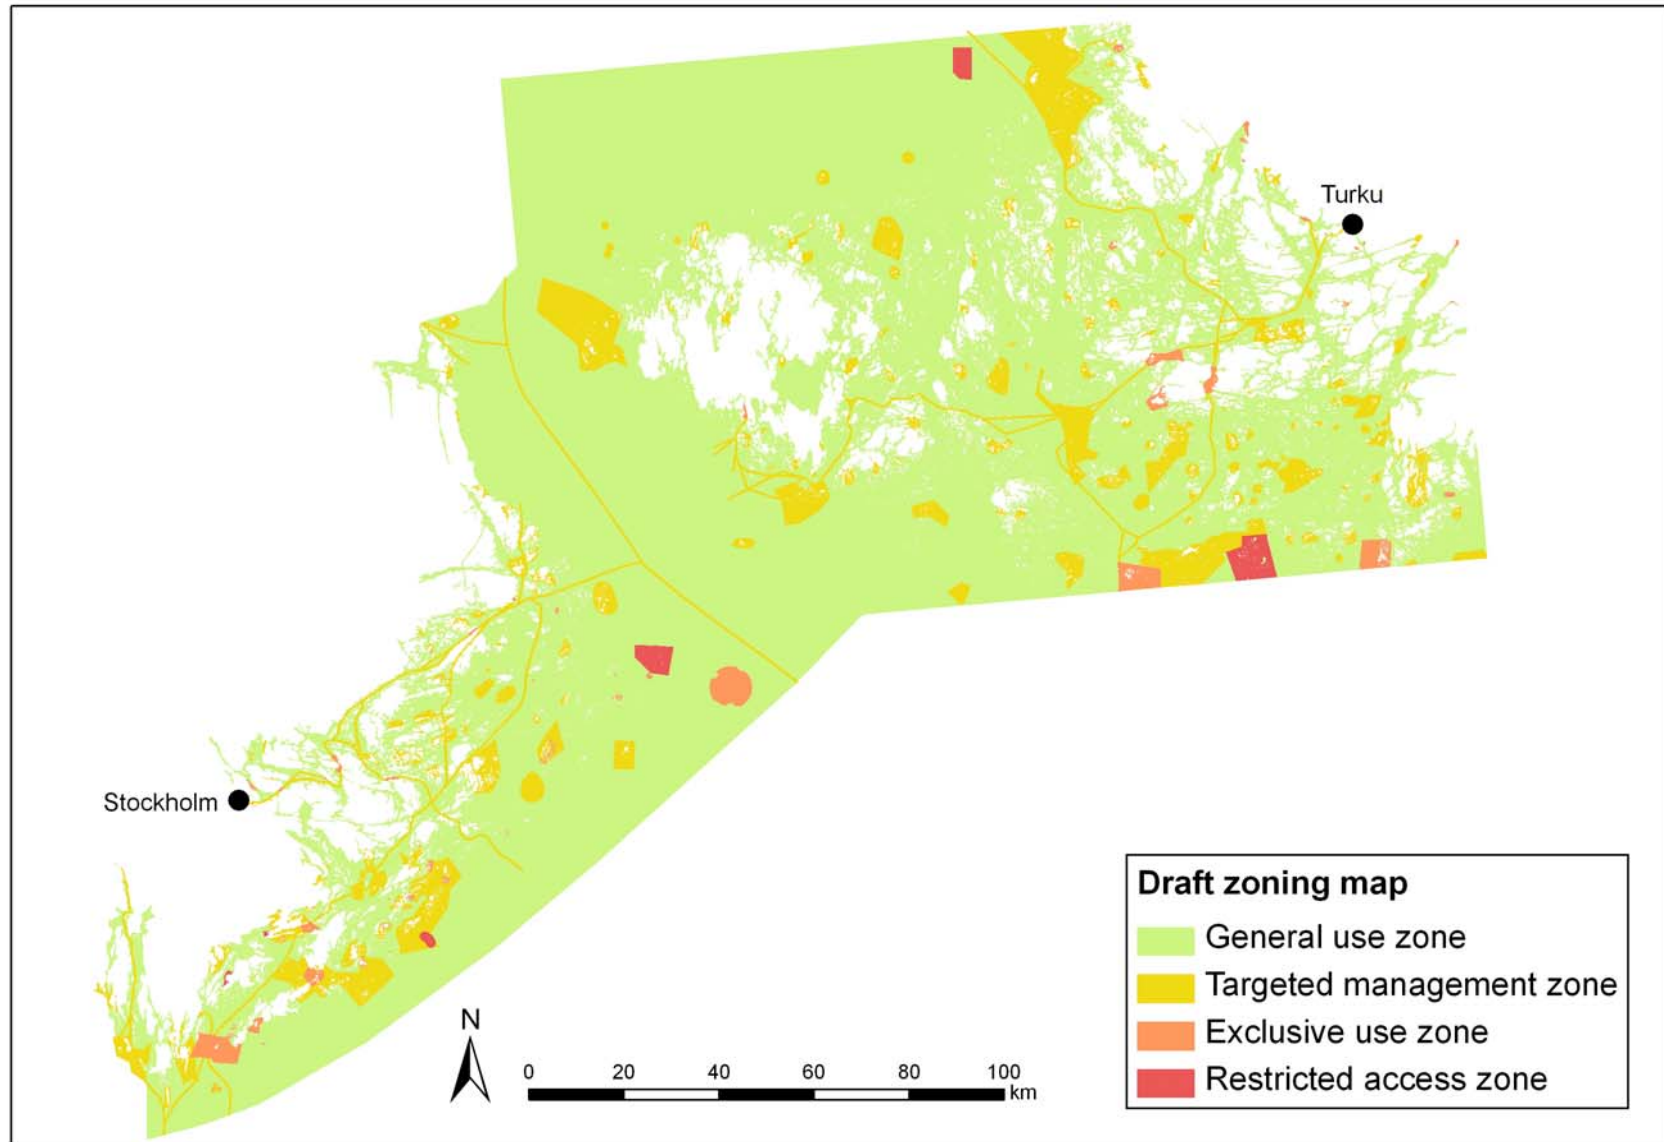 Turku
Stockholm
N
0 20 40 60 80 100
km
Draft zoning map
General use zone
Targeted management zone
Exclusive use zone
Restricted access zone